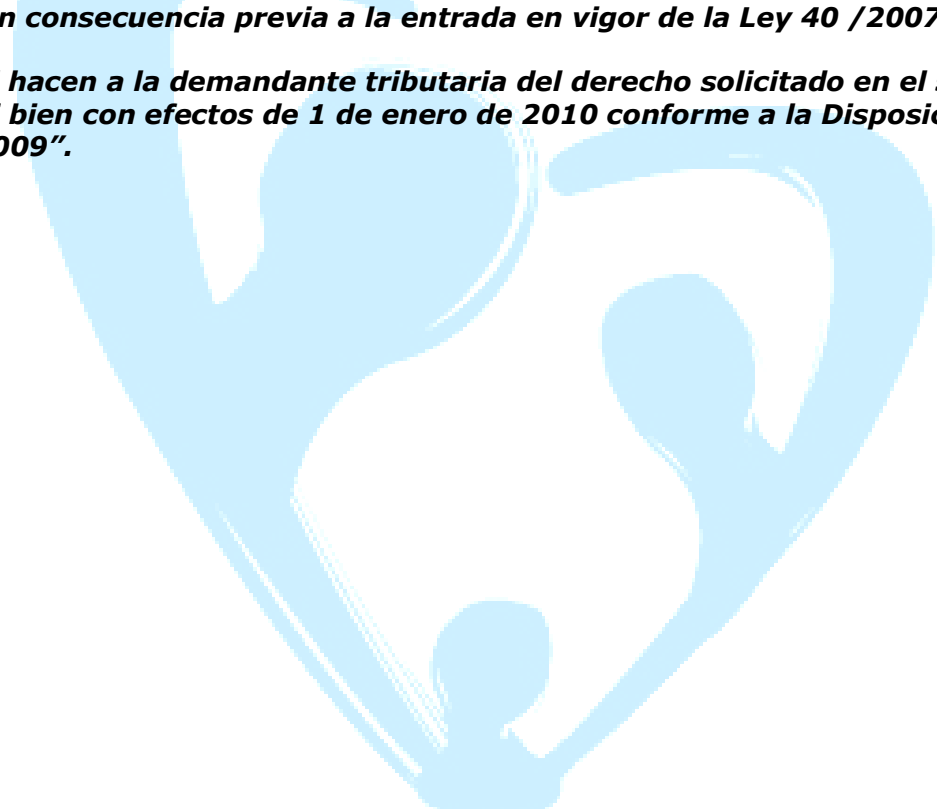 n consecuencia previa a la entrada en vigor de la Ley 40 /2007
hacen a la demandante tributaria del derecho solicitado en el
bien con efectos de 1 de enero de 2010 conforme a la
009”.